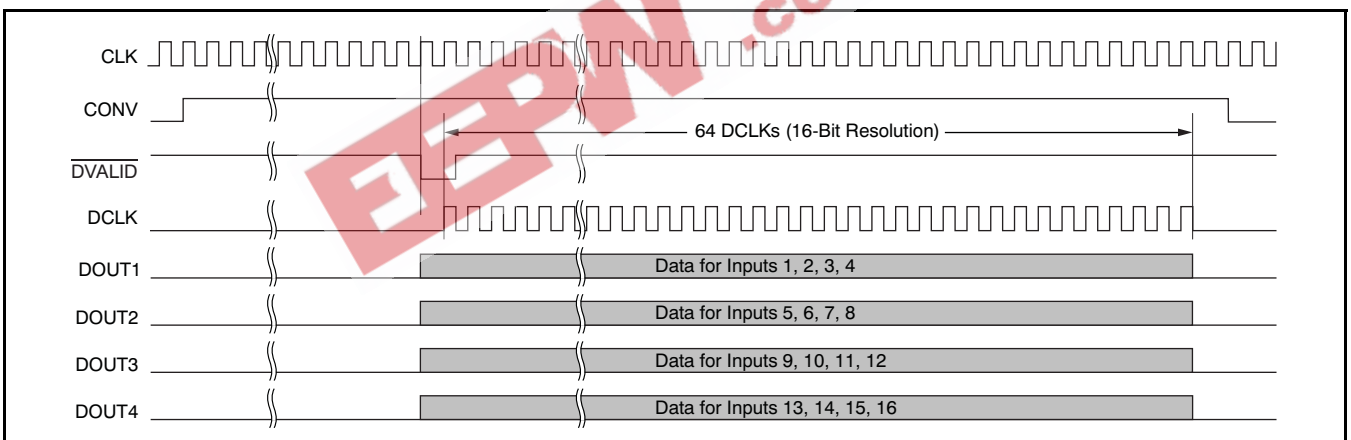 EEPW .co
CLK
CONV
64 DCLKs (16-Bit Resolution)
DVALID
DCLK
DOUT1 Data for Inputs 1, 2, 3, 4
DOUT2 Data for Inputs 5, 6, 7, 8
DOUT3 Data for Inputs 9, 10, 11, 12
DOUT4 Data for Inputs 13, 14, 15, 16